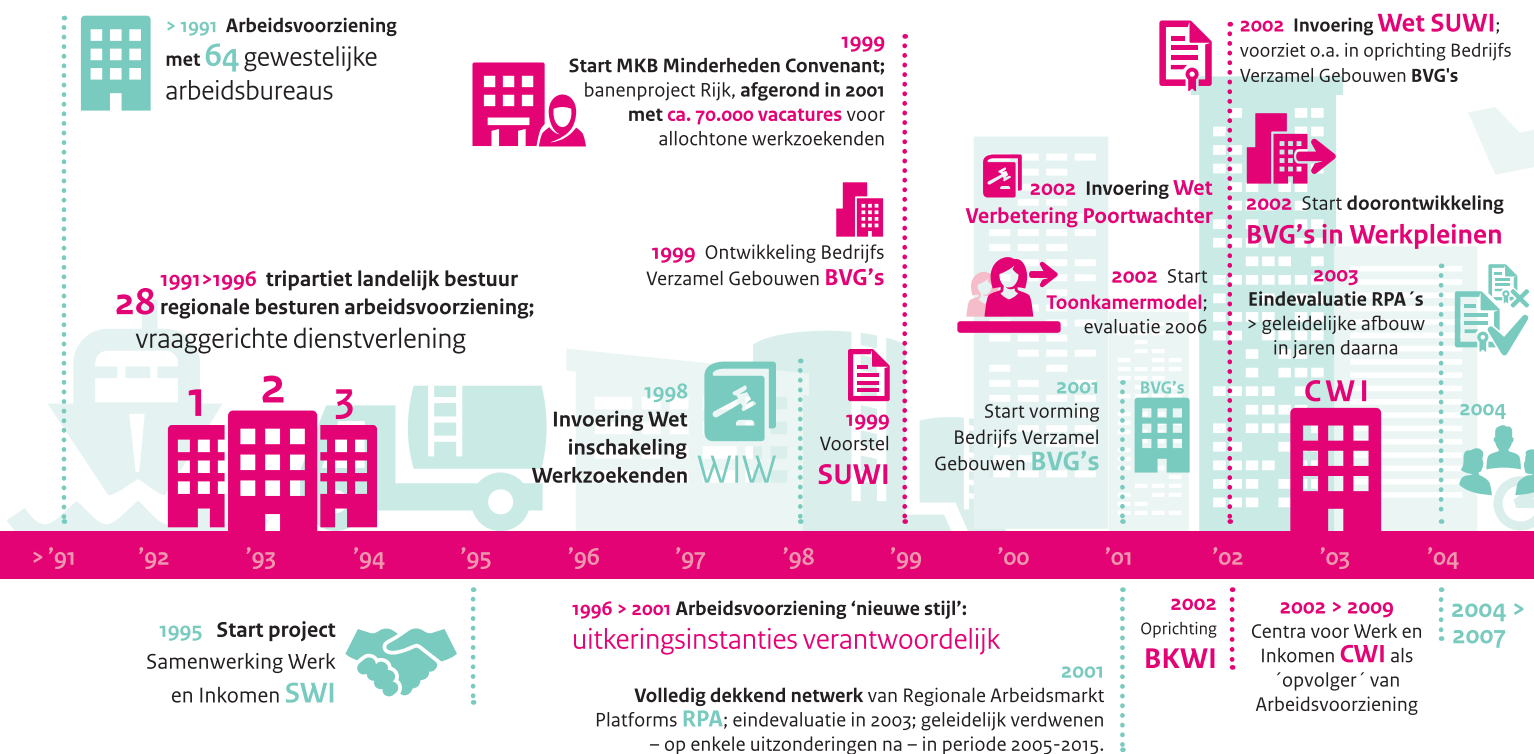 > 1991 Arbeidsvoorziening
met 64 gewestelijke
arbeidsbureaus
1999
Start MKB Minderheden Convenant;
banenproject Rijk, afgerond in 2001
met ca. 70.000 vacatures voor
allochtone werkzoekenden
2002 Invoering Wet SUWI;
voorziet o.a. in oprichting Bedrijfs
Verzamel Gebouwen BVG's
2002 Invoering Wet
Verbetering Poortwachter
2002 Start doorontwikkeling
BVG's in Werkpleinen
1999 Ontwikkeling Bedrijfs
Verzamel Gebouwen BVG's
2002 Start
Toonkamermodel;
evaluatie 2006
2003
Eindevaluatie RPA´s
> geleidelijke afbouw
in jaren daarna
1991>1996 tripartiet landelijk bestuur
28 regionale besturen arbeidsvoorziening;
vraaggerichte dienstverlening
1
2
3
1998
Invoering Wet
inschakeling
Werkzoekenden
WIW
1999
Voorstel
SUWI
2001
Start vorming
Bedrijfs Verzamel
Gebouwen BVG's
BVG's
CWI
2004
> '91 '92 '93 '94 '95 '96 '97 '98 '99 '00 '01 '02 '03 '04
1995 Start project
Samenwerking Werk
en Inkomen SWI
1996 > 2001 Arbeidsvoorziening ‘nieuwe stijl’:
uitkeringsinstanties verantwoordelijk
2001
Volledig dekkend netwerk van Regionale Arbeidsmarkt
Platforms RPA; eindevaluatie in 2003; geleidelijk verdwenen
– op enkele uitzonderingen na – in periode 2005-2015.
2002
Oprichting
BKWI
2002 > 2009
Centra voor Werk en
Inkomen CWI als
´opvolger´ van
Arbeidsvoorziening
2004 >
2007